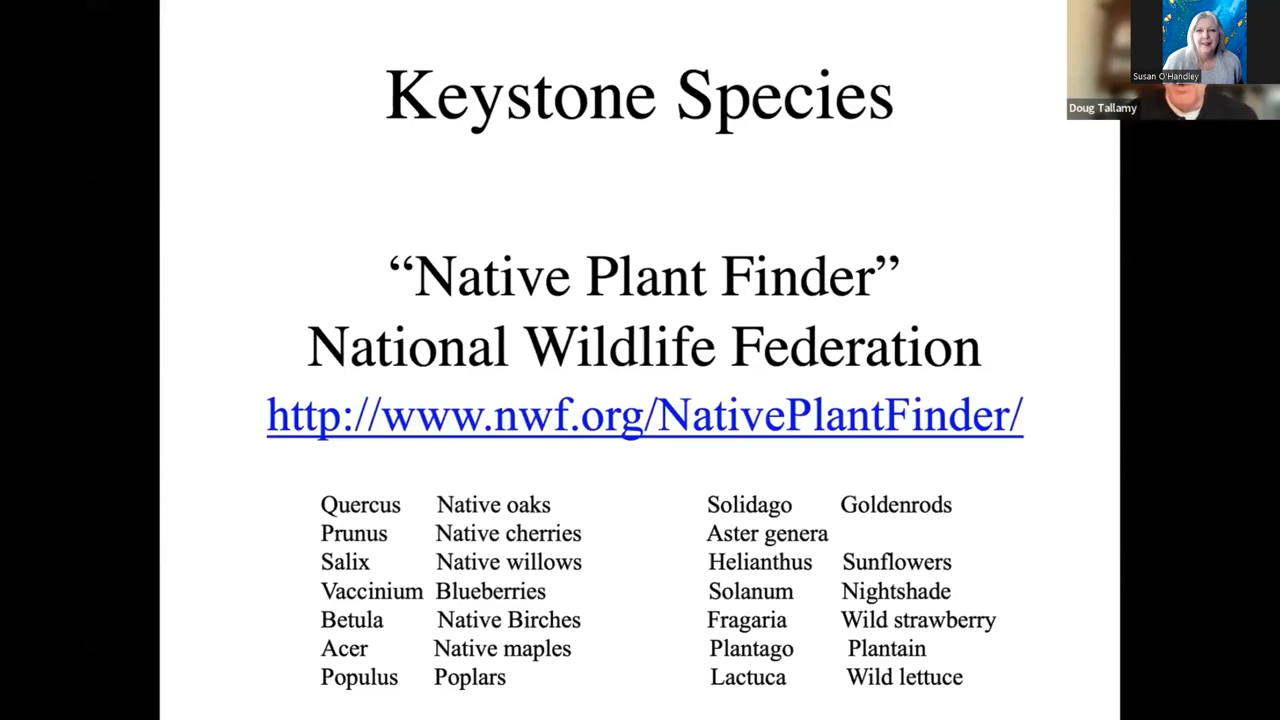 Keystone Species
Susan O'Handley
Doug Tallamy
“Native Plant Finder”
National Wildlife Federation
http://www.nwf.org/NativePlantFinder/
Quercus Native oaks
Prunus Native cherries
Salix Native willows
Vaccinium Blueberries
Betula Native Birches
Acer Native maples
Populus Poplars
Solidago Goldenrods
Aster genera
Helianthus Sunflowers
Solanum Nightshade
Fragaria Wild strawberry
Plantago Plantain
Lactuca Wild lettuce